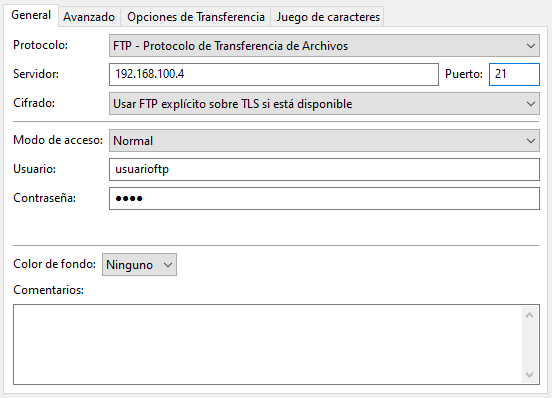 General Avanzado Opciones de Transferencia Juego de caracteres
Protocolo: FTP - Protocolo de Transferencia de Archivos
Servidor: 192.168.100.4 Puerto: 21
Cifrado: Usar FTP explícito sobre TLS si está disponible
Modo de acceso: Normal
Usuario: usuarioftp
Contraseña: ●●●●
Color de fondo: Ninguno
Comentarios: